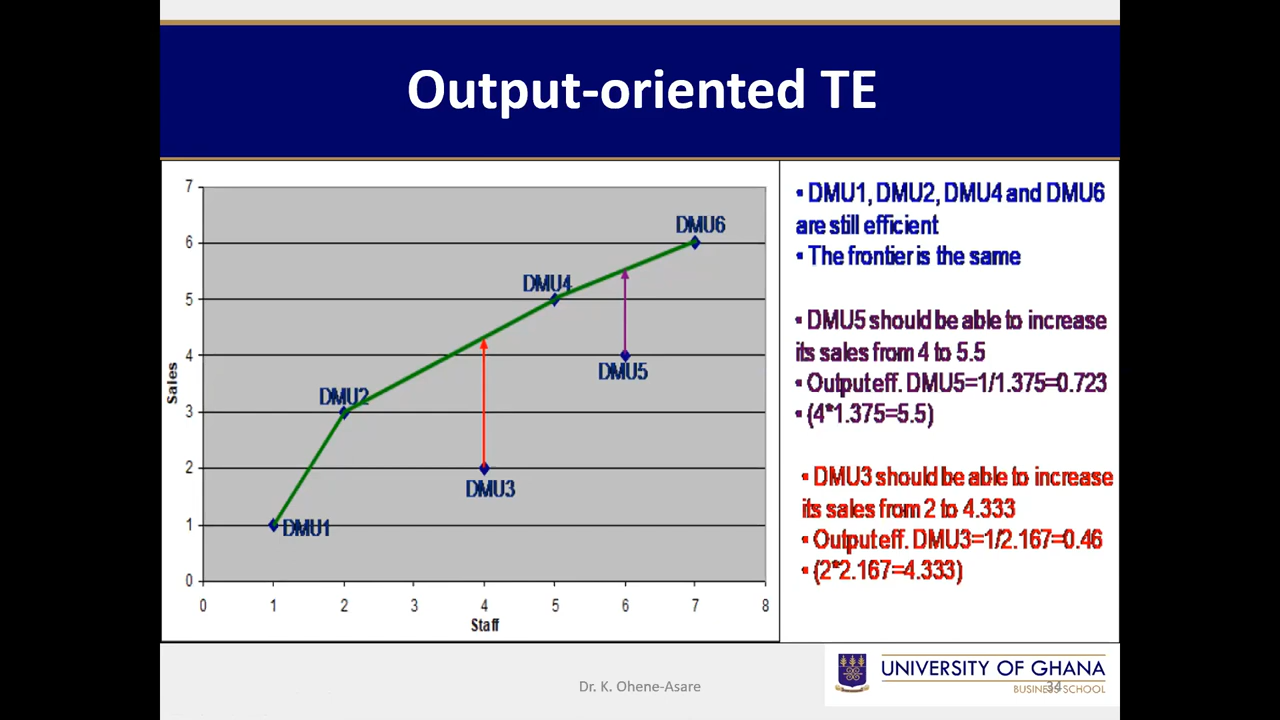 Output-oriented TE
7
6
5
4
3
2
1
0
Sales
DMU6
DMU4
DMU5
DMU2
DMU3
DMU1
0 1 2 3 4 5 6 7 8
Staff
• DMU1, DMU2, DMU4 and DMU6
are still efficient
• The frontier is the same
• DMU5 should be able to increase
its sales from 4 to 5.5
• Output eff. DMU5=1/1.375=0.723
• (4*1.375=5.5)
• DMU3 should be able to increase
its sales from 2 to 4.333
• Output eff. DMU3=1/2.167=0.46
• (2*2.167=4.333)
Dr. K. Ohene-Asare
UNIVERSITY OF GHANA
BUSINESS SCHOOL
34